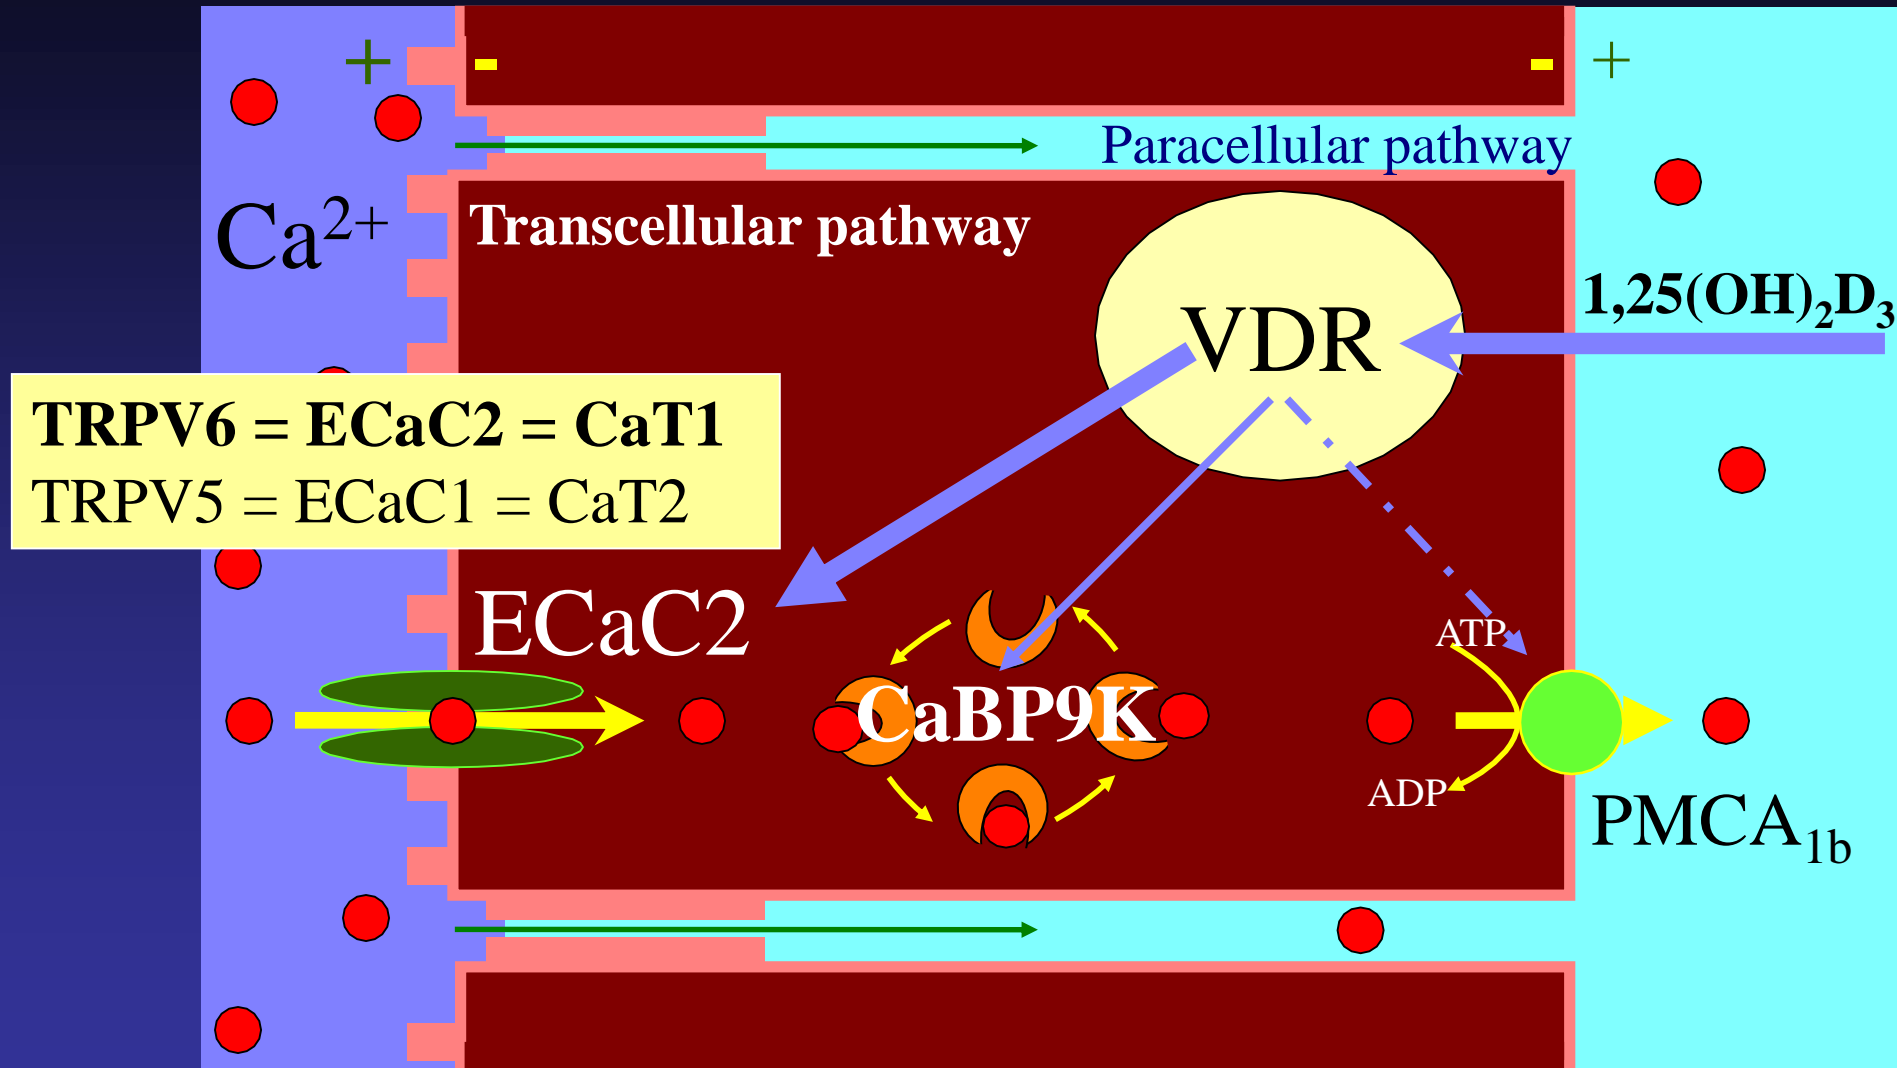 + - - +
Paracellular pathway
Ca²⁺
Transcellular pathway
1,25(OH)₂D₃
VDR
TRPV6 = ECaC2 = CaT1
TRPV5 = ECaC1 = CaT2
ECaC2
ATP
CaBP9K
ADP
PMCA₁b